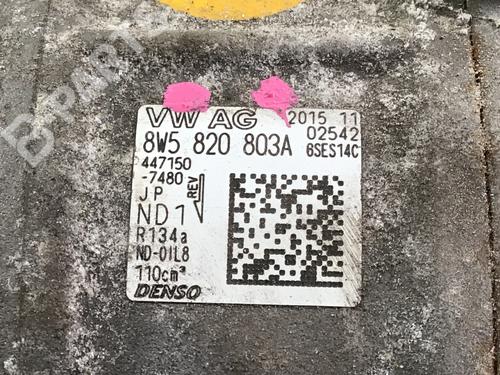 B-PARTS
VW AG
2015 11
02542
8W5 820 803A
6SES14C
447150
-7480
JP
REV
ND1
R134a
ND-OIL8
110cm³
DENSO